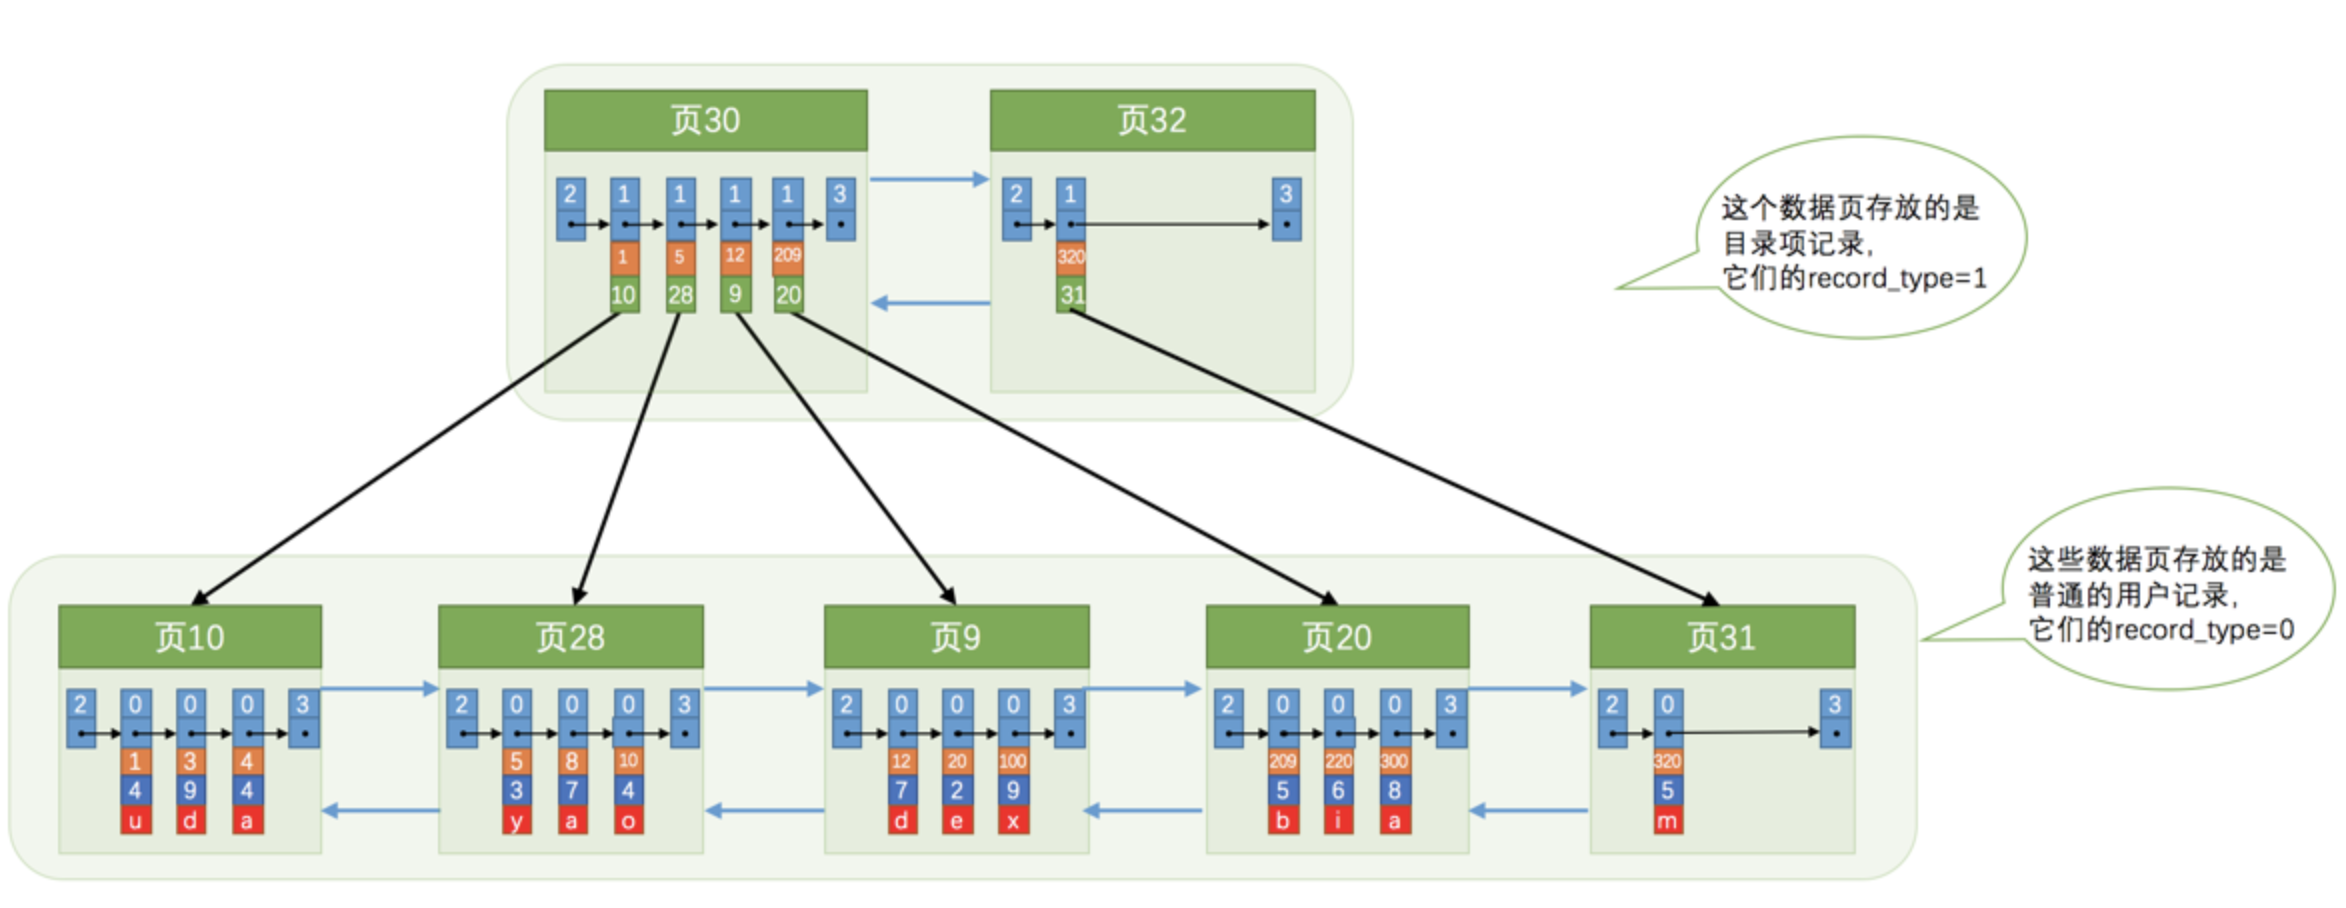 页30
页32
2 1 1 1 1 3
2 1 3
1 5 12 209
320
10 28 9 20
31
这个数据页存放的是
目录项记录,
它们的record_type=1
这些数据页存放的是
普通的用户记录,
它们的record_type=0
页10
页28
页9
页20
页31
2 0 0 0 3
1 3 4
4 9 4
u d a
2 0 0 0 3
5 8 10
3 7 4
y a o
2 0 0 0 3
12 20 100
7 2 9
d e x
2 0 0 0 3
209 220 300
5 6 8
b i a
2 0 3
320
5
m